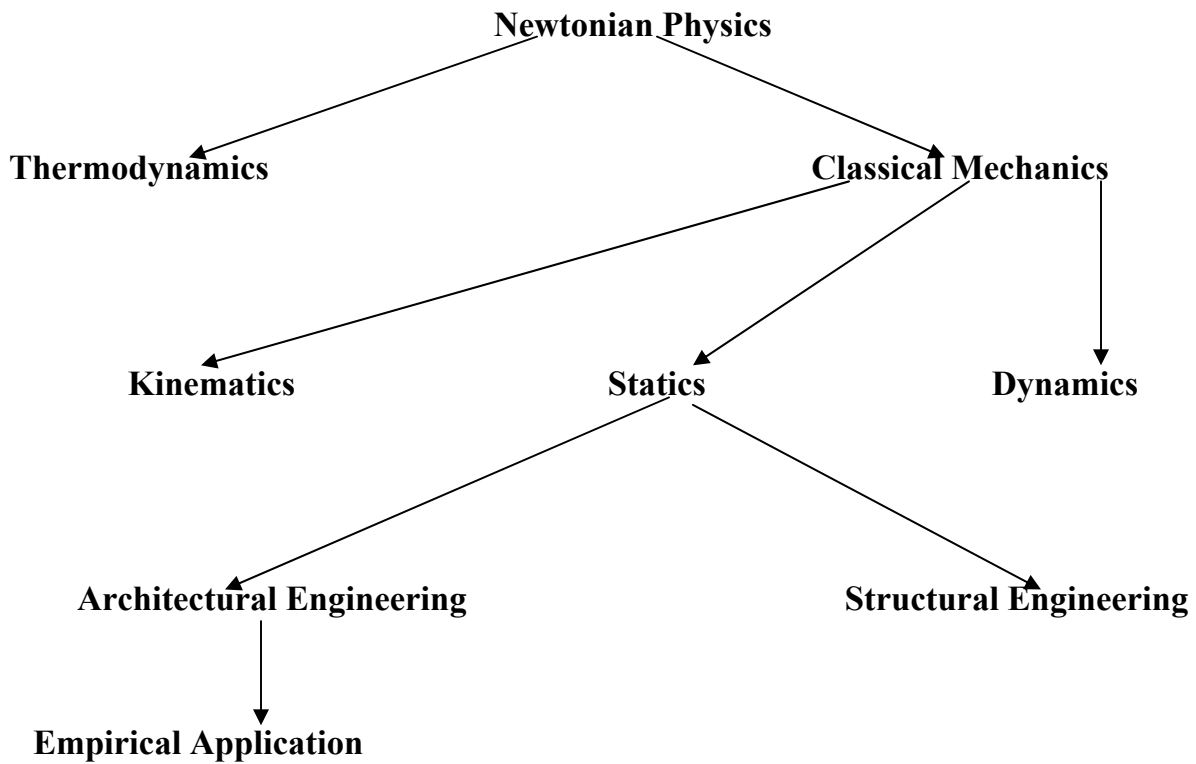 Newtonian Physics
Thermodynamics
Classical Mechanics
Kinematics
Statics
Dynamics
Architectural Engineering
Structural Engineering
Empirical Application